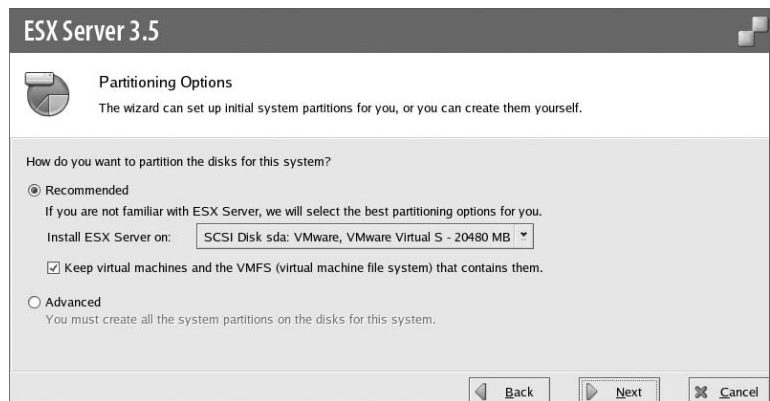 ESX Server 3.5
Partitioning Options
The wizard can set up initial system partitions for you, or you can create them yourself.
How do you want to partition the disks for this system?
Recommended
If you are not familiar with ESX Server, we will select the best partitioning options for you.
Install ESX Server on: SCSI Disk sda: VMware, VMware Virtual S - 20480 MB
Keep virtual machines and the VMFS (virtual machine file system) that contains them.
Advanced
You must create all the system partitions on the disks for this system.
Back Next Cancel